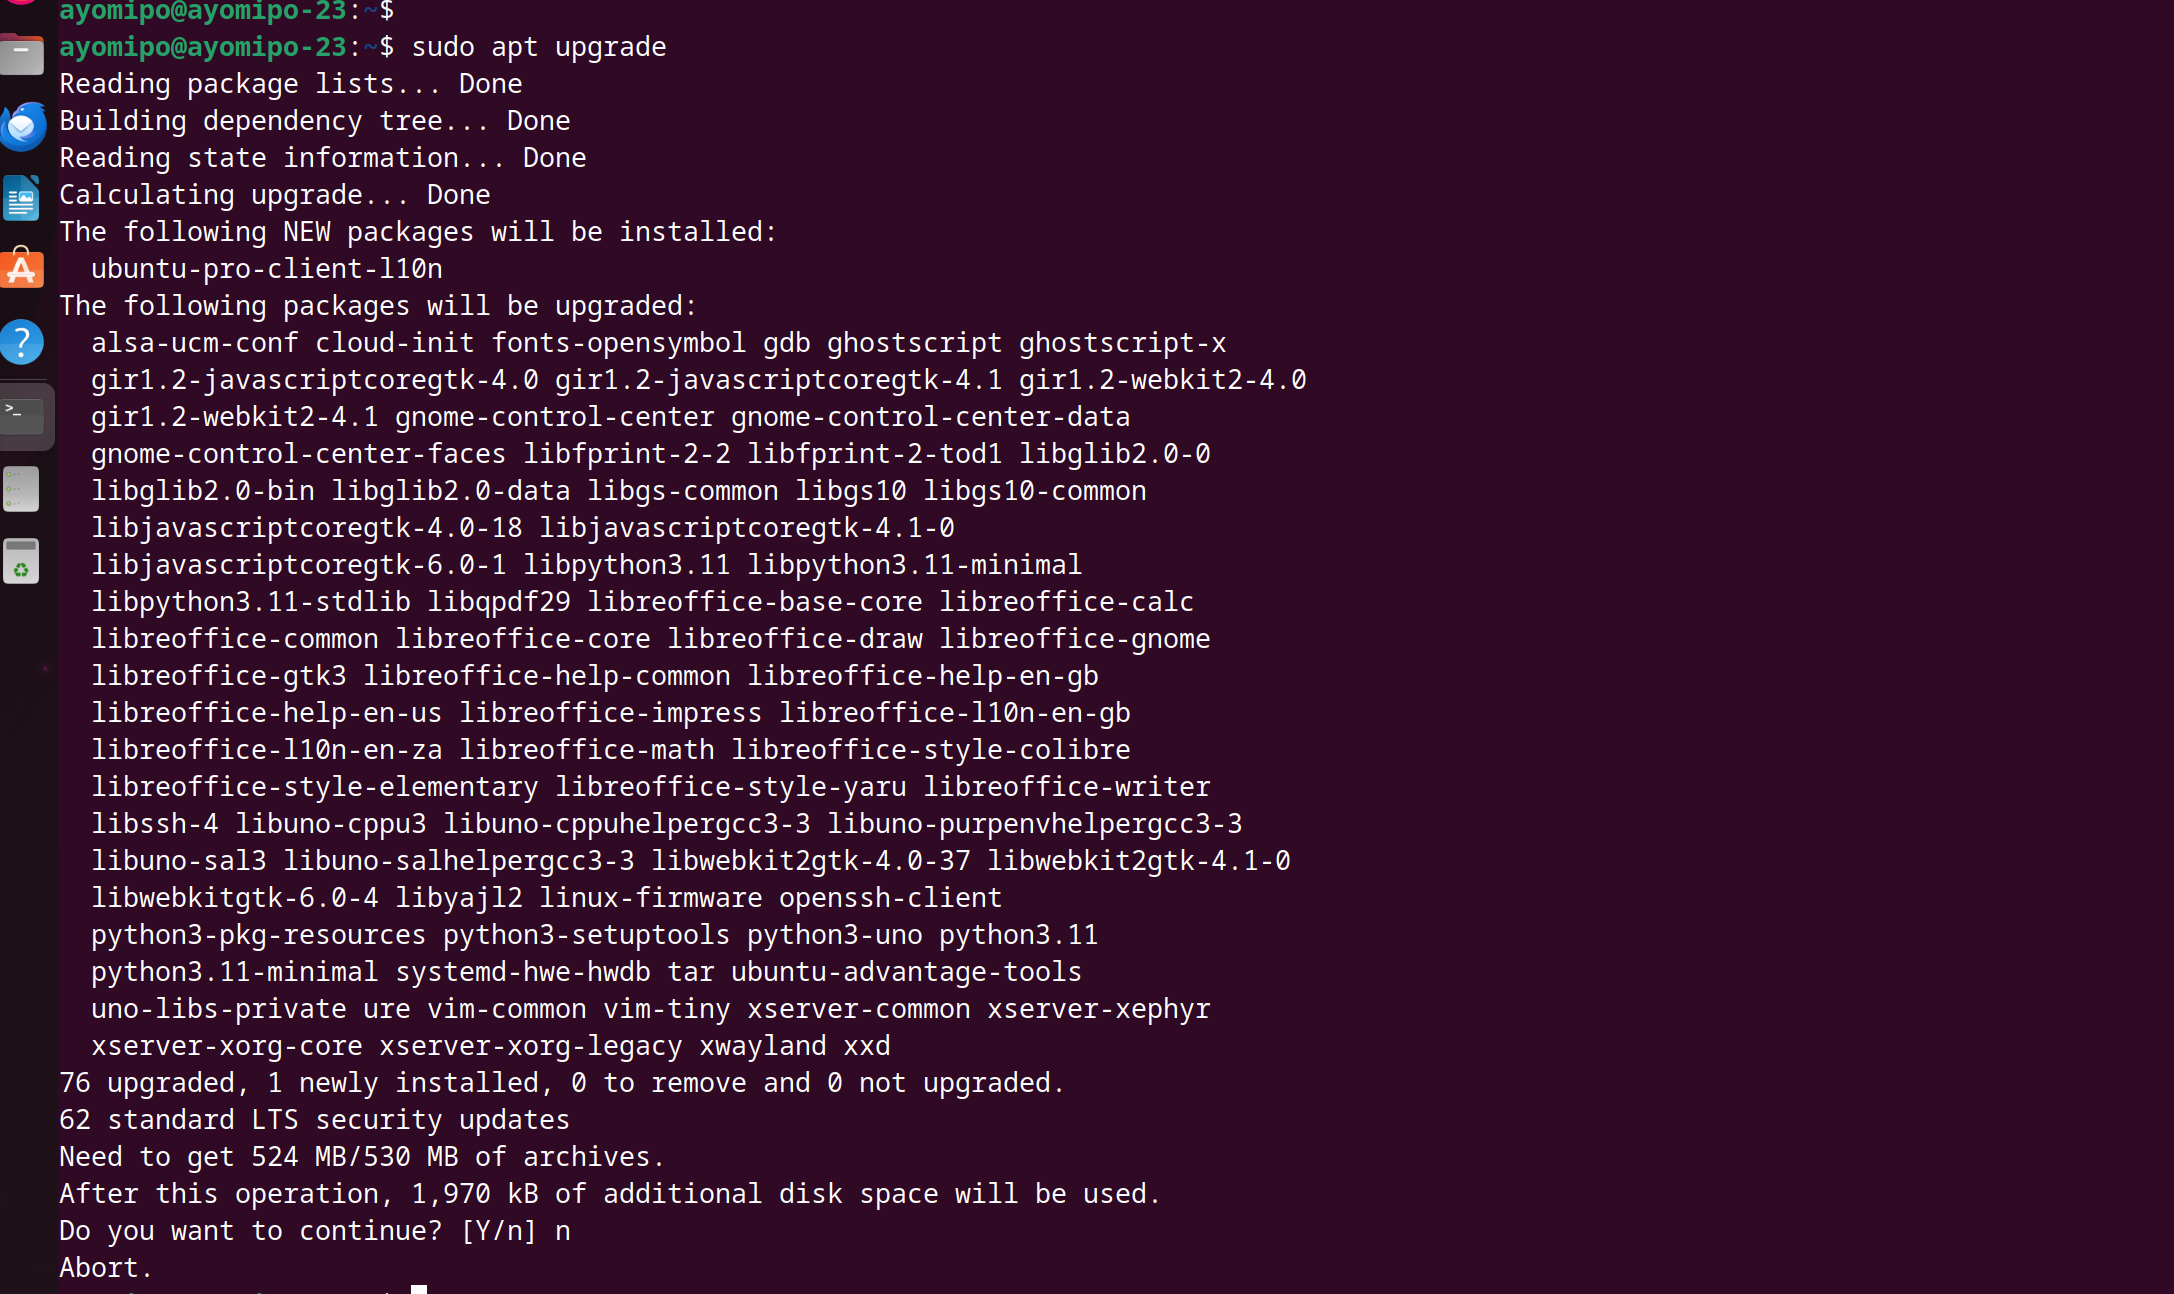 ayomipo@ayomipo-23:~$
ayomipo@ayomipo-23:~$ sudo apt upgrade
Reading package lists... Done
Building dependency tree... Done
Reading state information... Done
Calculating upgrade... Done
The following NEW packages will be installed:
  ubuntu-pro-client-l10n
The following packages will be upgraded:
  alsa-ucm-conf cloud-init fonts-opensymbol gdb ghostscript ghostscript-x
  gir1.2-javascriptcoregtk-4.0 gir1.2-javascriptcoregtk-4.1 gir1.2-webkit2-4.0
  gir1.2-webkit2-4.1 gnome-control-center gnome-control-center-data
  gnome-control-center-faces libfprint-2-2 libfprint-2-tod1 libglib2.0-0
  libglib2.0-bin libglib2.0-data libgs-common libgs10 libgs10-common
  libjavascriptcoregtk-4.0-18 libjavascriptcoregtk-4.1-0
  libjavascriptcoregtk-6.0-1 libpython3.11 libpython3.11-minimal
  libpython3.11-stdlib libqpdf29 libreoffice-base-core libreoffice-calc
  libreoffice-common libreoffice-core libreoffice-draw libreoffice-gnome
  libreoffice-gtk3 libreoffice-help-common libreoffice-help-en-gb
  libreoffice-help-en-us libreoffice-impress libreoffice-l10n-en-gb
  libreoffice-l10n-en-za libreoffice-math libreoffice-style-colibre
  libreoffice-style-elementary libreoffice-style-yaru libreoffice-writer
  libssh-4 libuno-cppu3 libuno-cppuhelpergcc3-3 libuno-purpenvhelpergcc3-3
  libuno-sal3 libuno-salhelpergcc3-3 libwebkit2gtk-4.0-37 libwebkit2gtk-4.1-0
  libwebkitgtk-6.0-4 libyajl2 linux-firmware openssh-client
  python3-pkg-resources python3-setuptools python3-uno python3.11
  python3.11-minimal systemd-hwe-hwdb tar ubuntu-advantage-tools
  uno-libs-private ure vim-common vim-tiny xserver-common xserver-xephyr
  xserver-xorg-core xserver-xorg-legacy xwayland xxd
76 upgraded, 1 newly installed, 0 to remove and 0 not upgraded.
62 standard LTS security updates
Need to get 524 MB/530 MB of archives.
After this operation, 1,970 kB of additional disk space will be used.
Do you want to continue? [Y/n] n
Abort.